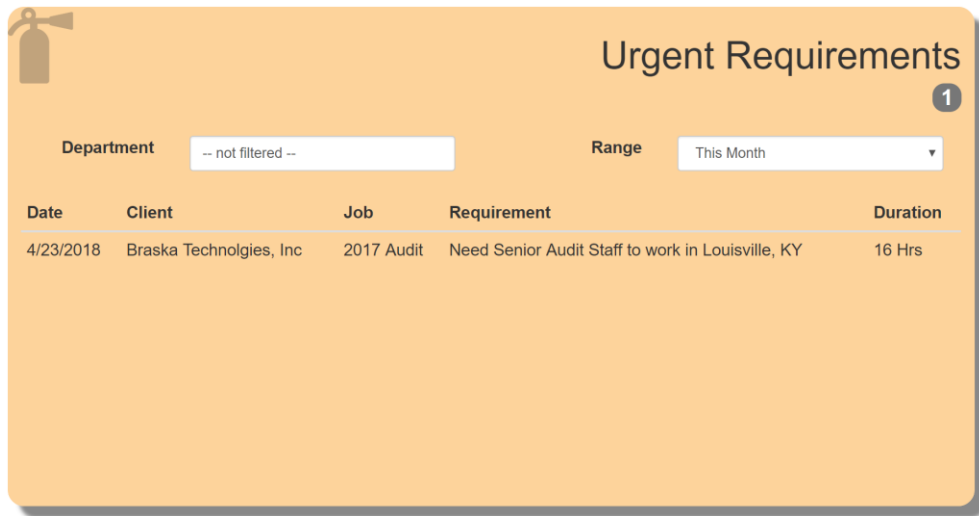 Urgent Requirements
1
Department -- not filtered -- Range This Month
Date Client Job Requirement Duration
4/23/2018 Braska Technolgies, Inc 2017 Audit Need Senior Audit Staff to work in Louisville, KY 16 Hrs